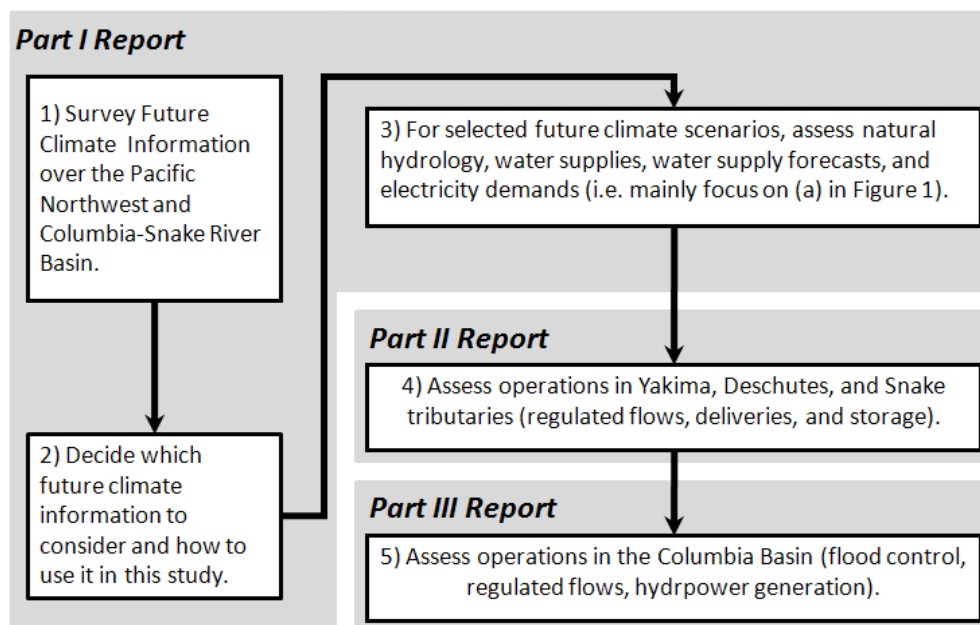 Part I Report
1) Survey Future
Climate Information
over the Pacific
Northwest and
Columbia-Snake River
Basin.
2) Decide which
future climate
information to
consider and how to
use it in this study.
3) For selected future climate scenarios, assess natural
hydrology, water supplies, water supply forecasts, and
electricity demands (i.e. mainly focus on (a) in Figure 1).
Part II Report
4) Assess operations in Yakima, Deschutes, and Snake
tributaries (regulated flows, deliveries, and storage).
Part III Report
5) Assess operations in the Columbia Basin (flood control,
regulated flows, hydrpower generation).